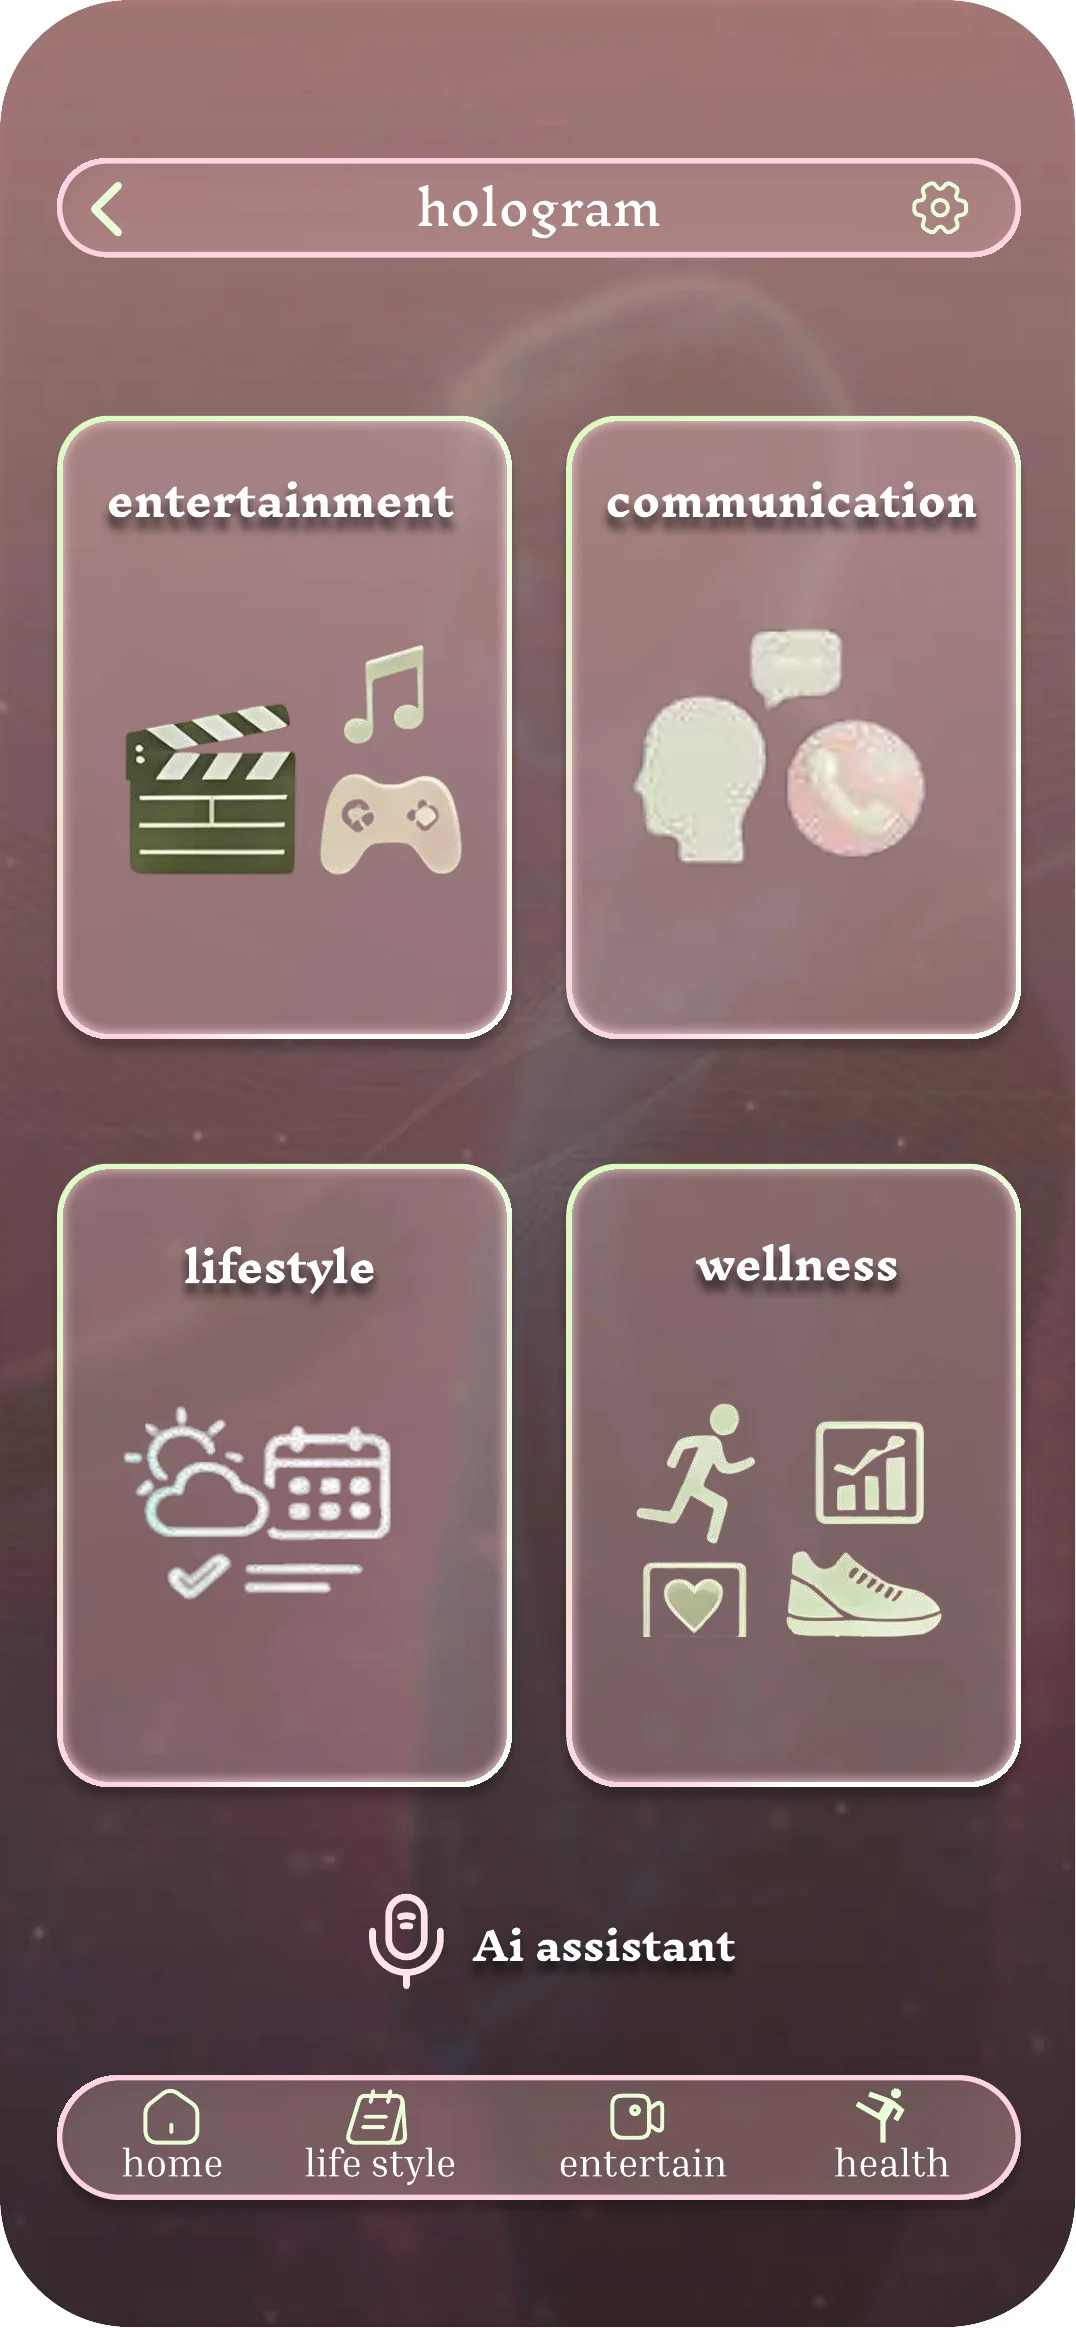 hologram
entertainment
communication
lifestyle
wellness
Ai assistant
home
life style
entertain
health